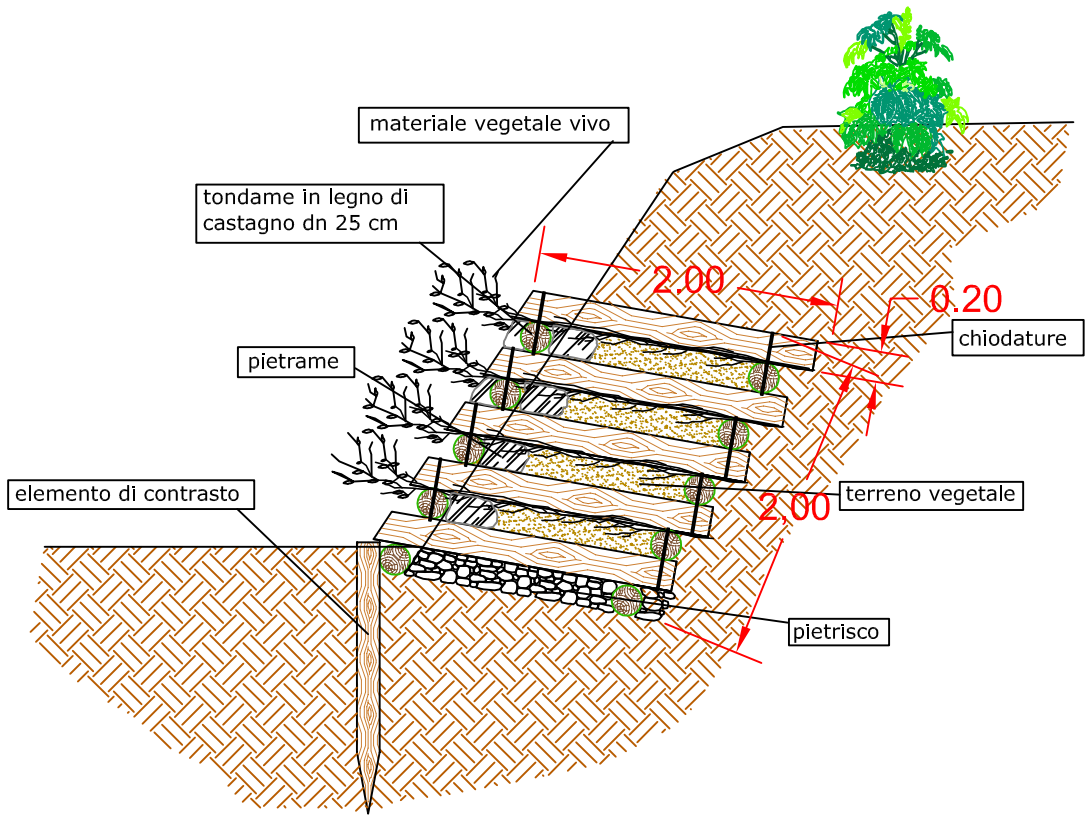 materiale vegetale vivo
tondame in legno di
castagno dn 25 cm
2.00
0.20
chiodature
pietrame
elemento di contrasto
terreno vegetale
2.00
pietrisco